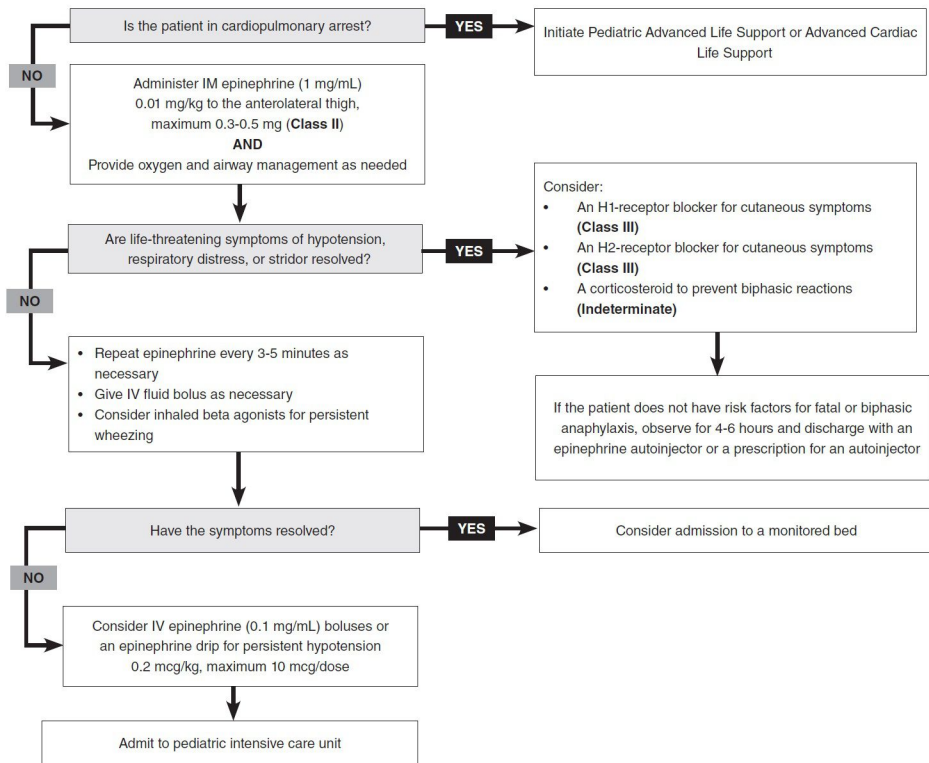 Is the patient in cardiopulmonary arrest?
YES
Initiate Pediatric Advanced Life Support or Advanced Cardiac
Life Support
NO
Administer IM epinephrine (1 mg/mL)
0.01 mg/kg to the anterolateral thigh,
maximum 0.3-0.5 mg (Class II)
AND
Provide oxygen and airway management as needed
Are life-threatening symptoms of hypotension,
respiratory distress, or stridor resolved?
YES
Consider:
• An H1-receptor blocker for cutaneous symptoms
(Class III)
• An H2-receptor blocker for cutaneous symptoms
(Class III)
• A corticosteroid to prevent biphasic reactions
(Indeterminate)
If the patient does not have risk factors for fatal or biphasic
anaphylaxis, observe for 4-6 hours and discharge with an
epinephrine autoinjector or a prescription for an autoinjector
NO
• Repeat epinephrine every 3-5 minutes as
necessary
• Give IV fluid bolus as necessary
• Consider inhaled beta agonists for persistent
wheezing
Have the symptoms resolved?
YES
Consider admission to a monitored bed
NO
Consider IV epinephrine (0.1 mg/mL) boluses or
an epinephrine drip for persistent hypotension
0.2 mcg/kg, maximum 10 mcg/dose
Admit to pediatric intensive care unit